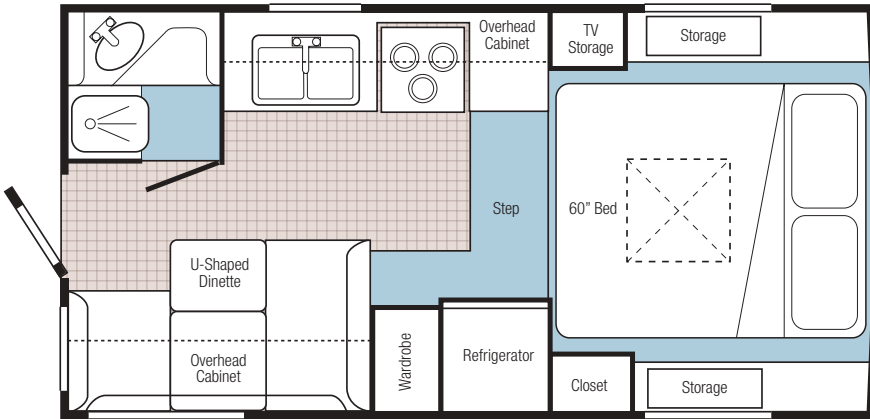 Overhead
Cabinet
TV
Storage
Storage
Step
60” Bed
U-Shaped
Dinette
Overhead
Cabinet
Wardrobe
Refrigerator
Closet
Storage